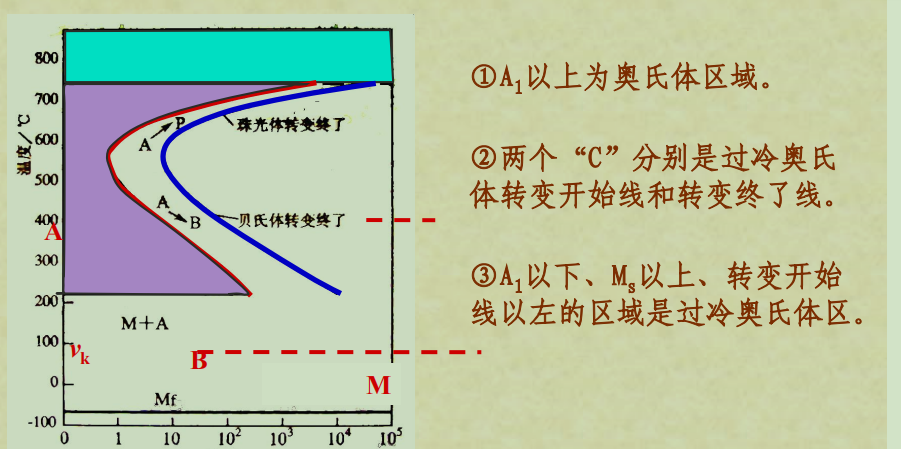 800
700
600
500
400
300
200
100
0
-100
温度/℃
0 1 10 10² 10³ 10⁴ 10⁵
P
A
珠光体转变终了
A
B
贝氏体转变终了
A
M+A
νk
B
M
Mf
①A₁以上为奥氏体区域。
②两个“C”分别是过冷奥氏
体转变开始线和转变终了线。
③A₁以下、Ms以上、转变开始
线以左的区域是过冷奥氏体区。